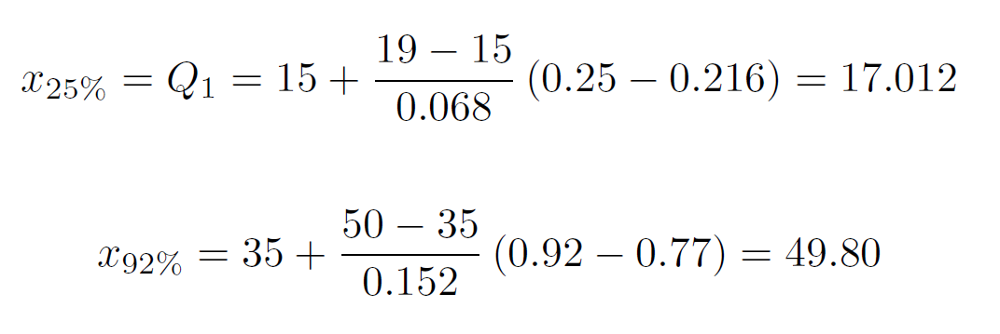 x_{25\%} = Q_1 = 15 + \frac{19 - 15}{0.068} (0.25 - 0.216) = 17.012
x_{92\%} = 35 + \frac{50 - 35}{0.152} (0.92 - 0.77) = 49.80